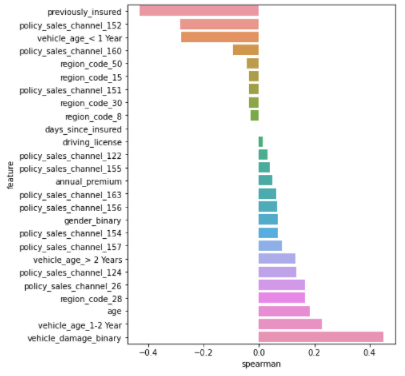 previously_insured
policy_sales_channel_152
vehicle_age_< 1 Year
policy_sales_channel_160
region_code_50
region_code_15
policy_sales_channel_151
region_code_30
region_code_8
days_since_insured
driving_license
policy_sales_channel_122
policy_sales_channel_155
annual_premium
policy_sales_channel_163
policy_sales_channel_156
gender_binary
policy_sales_channel_154
policy_sales_channel_157
vehicle_age_> 2 Years
policy_sales_channel_124
policy_sales_channel_26
region_code_28
age
vehicle_age_1-2 Year
vehicle_damage_binary
feature
−0.4 −0.2 0.0 0.2 0.4
spearman